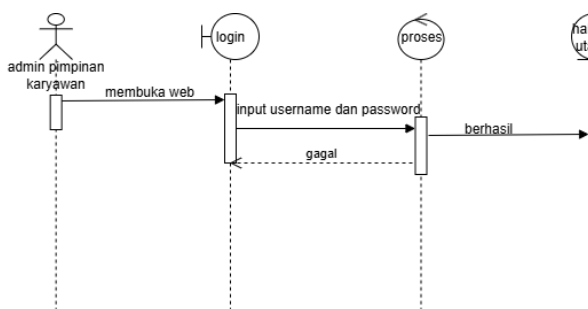 login
proses
admin pimpinan
karyawan
membuka web
input username dan password
berhasil
gagal